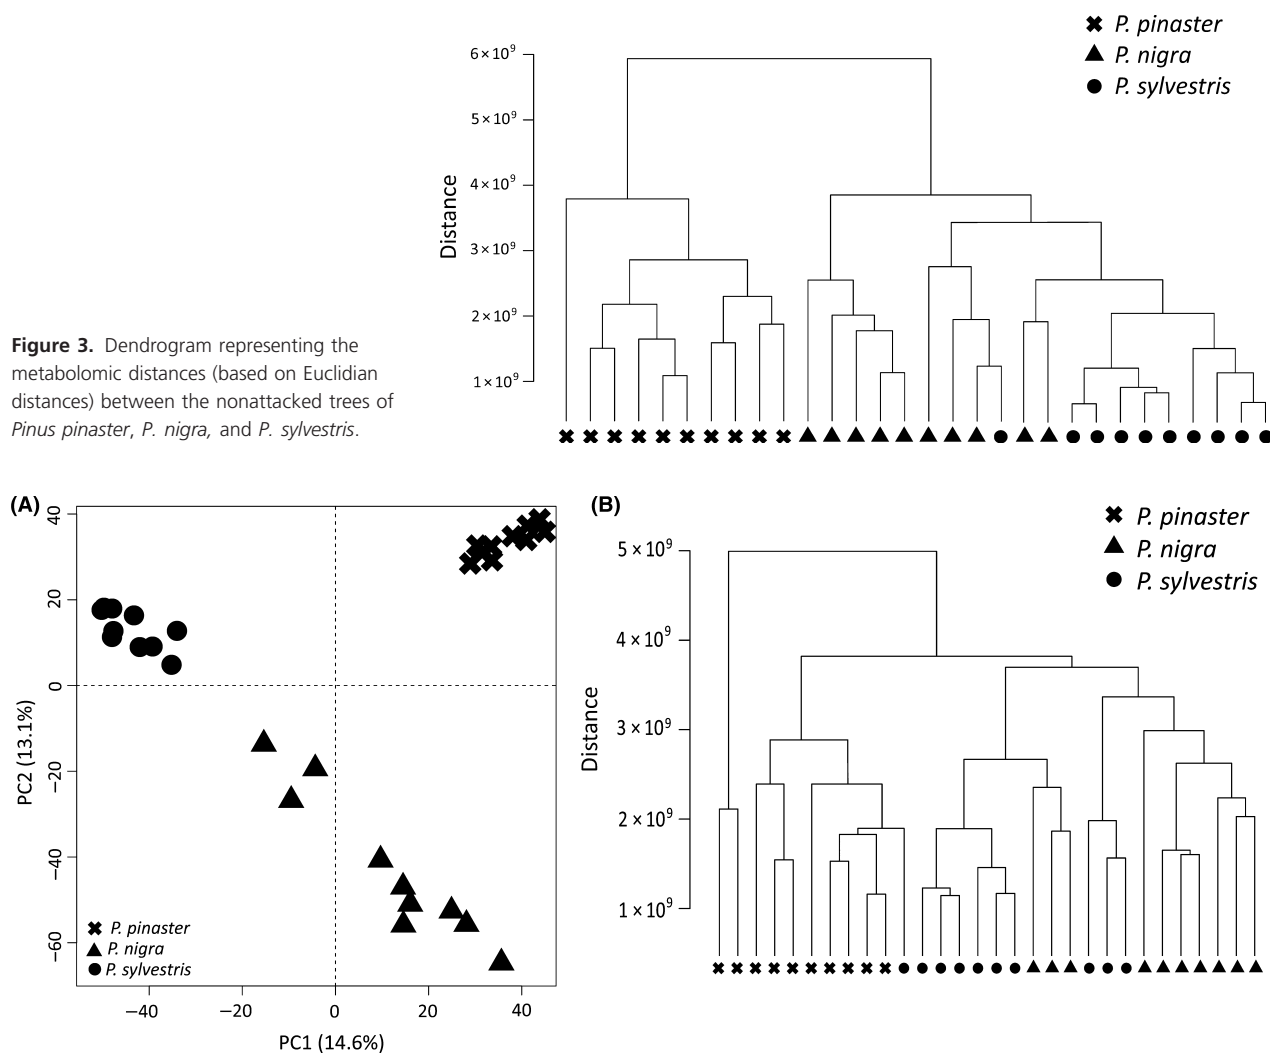 P. pinaster
P. nigra
P. sylvestris
6×10⁹
5×10⁹
4×10⁹
3×10⁹
2×10⁹
1×10⁹
Distance
Figure 3. Dendrogram representing the
metabolomic distances (based on Euclidian
distances) between the nonattacked trees of
Pinus pinaster, P. nigra, and P. sylvestris.
(A)
40
20
0
−20
−40
−60
PC2 (13.1%)
P. pinaster
P. nigra
P. sylvestris
−40 −20 0 20 40
PC1 (14.6%)
(B)
P. pinaster
P. nigra
P. sylvestris
5×10⁹
4×10⁹
3×10⁹
2×10⁹
1×10⁹
Distance